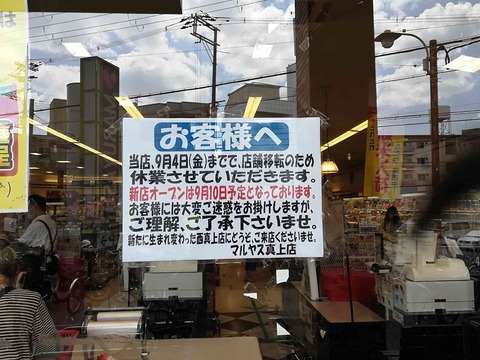 お客様へ
当店、9月4日(金)までで、店舗移転のため
休業させていただきます。
新店オープンは9月10日予定となっております。
お客様には大変ご迷惑をお掛けしますが、
ご理解、ご了承下さいませ。
新たに生まれ変わった西真上店にどうぞ、ご来店くださいませ。
マルヤス真上店